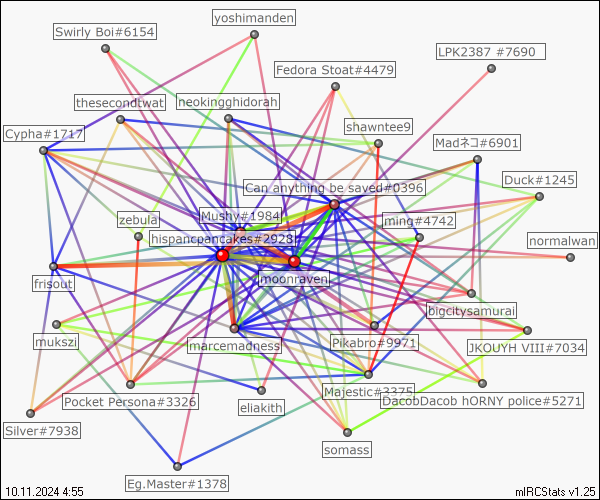 yoshimanden
Swirly Boi#6154
LPK2387 #7690
Fedora Stoat#4479
thesecondtwat
neokingghidorah
shawntee9
Cypha#1717
Madネコ#6901
Duck#1245
Can anything be saved#0396
Mushy#1984
zebula
ming#4742
hispancpancakes#2928
normalwan
moonraven
frisout
bigcitysamurai
mukszi
marcemadness
Pikabro#9971
JKOUYH VIII#7034
Majestic#3375
Pocket Persona#3326
eliakith
DacobDacob hORNY police#5271
Silver#7938
somass
Eg.Master#1378
10.11.2024 4:55
mIRCStats v1.25